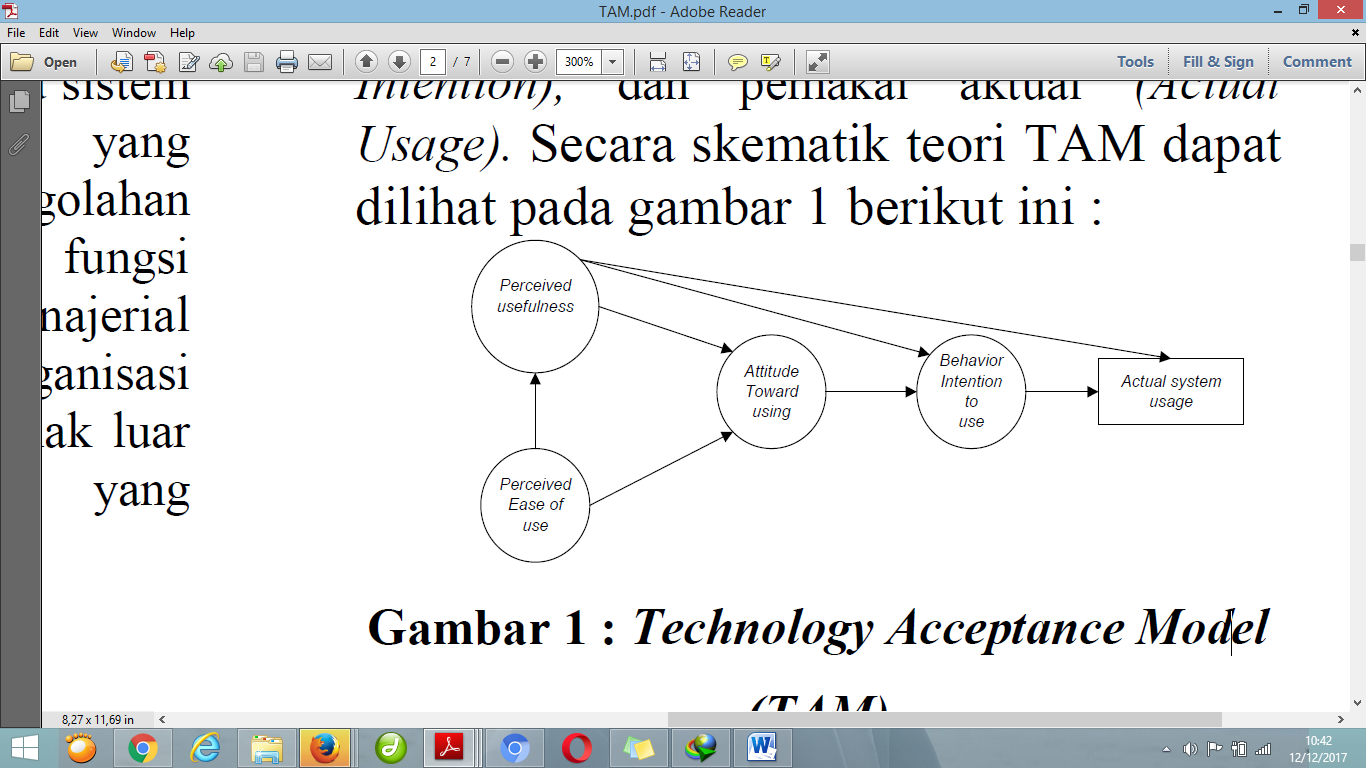 TAM.pdf - Adobe Reader
File Edit View Window Help
Open 2 / 7 300% Tools Fill & Sign Comment
sistem
yang
golahan
fungsi
najerial
ganisasi
luar
yang
Intention), dan pemakai aktual (Actual
Usage). Secara skematik teori TAM dapat
dilihat pada gambar 1 berikut ini :
Perceived
usefulness
Attitude
Toward
using
Behavior
Intention
to
use
Actual system
usage
Perceived
Ease of
use
Gambar 1 : Technology Acceptance Model
(TAM)
8,27 x 11,69 in
10:42
12/12/2017